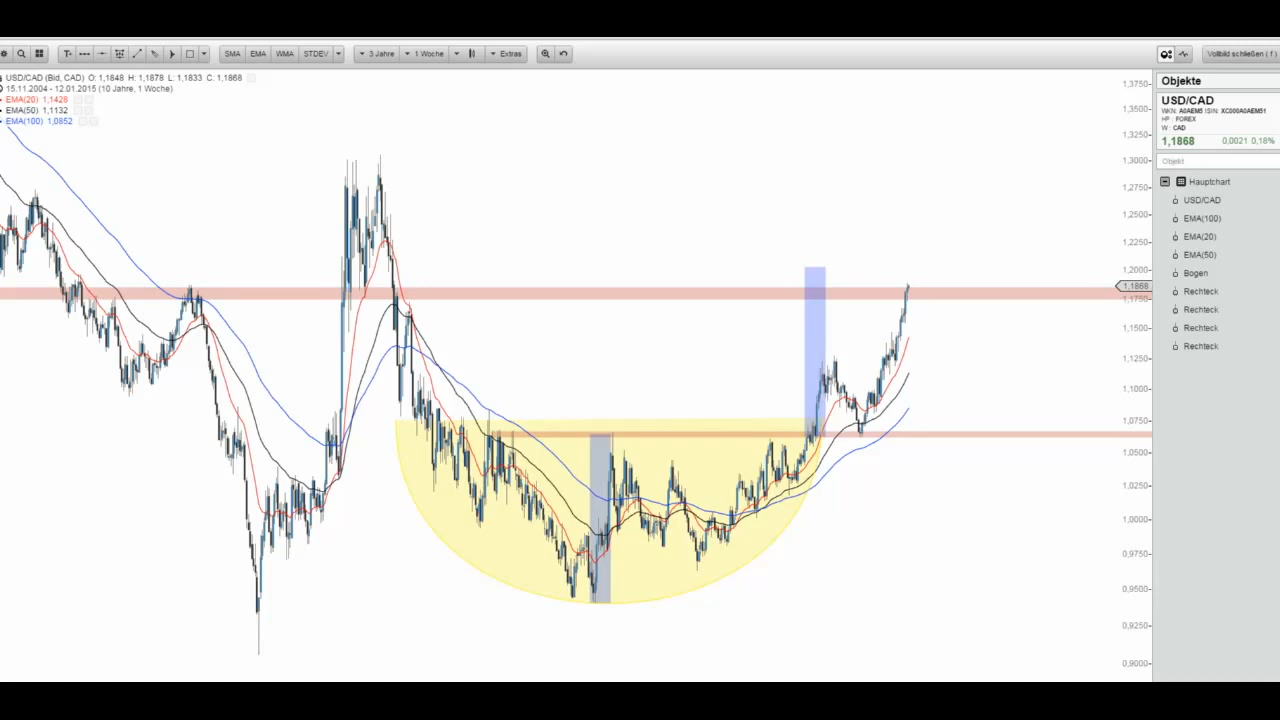 SMA EMA WMA STDEV 3 Jahre 1 Woche Extras Vollbild schließen ( f )
USD/CAD (Bid, CAD) O: 1,1848 H: 1,1878 L: 1,1833 C: 1,1868
15.11.2004 - 12.01.2015 (10 Jahre, 1 Woche)
EMA(20) 1,1428
EMA(50) 1,1132
EMA(100) 1,0852
1,3750
1,3500
1,3250
1,3000
1,2750
1,2500
1,2250
1,2000
1,1868
1,1750
1,1500
1,1250
1,1000
1,0750
1,0500
1,0250
1,0000
0,9750
0,9500
0,9250
0,9000
Objekte
USD/CAD
WKN: A0AEM5 ISIN: XC000A0AEM51
HP : FOREX
W : CAD
1,1868 0,0021 0,18%
Objekt
Hauptchart
USD/CAD
EMA(100)
EMA(20)
EMA(50)
Bogen
Rechteck
Rechteck
Rechteck
Rechteck